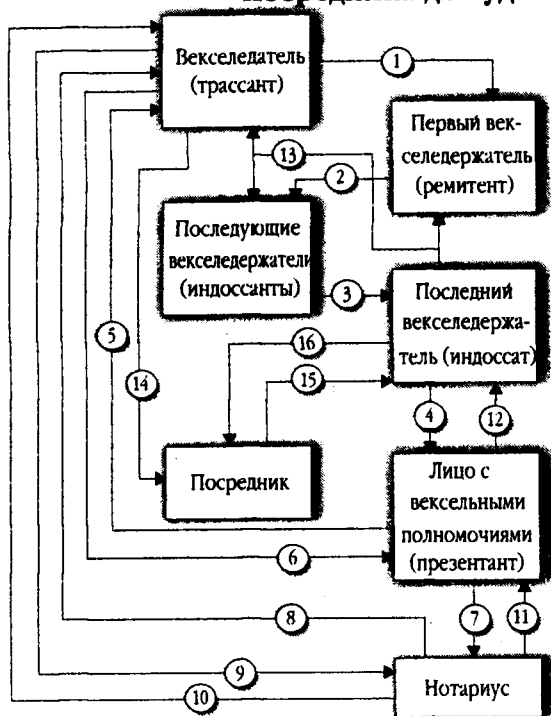 Векселедатель
(трассант)
1
Первый век-
селедержатель
(ремитент)
13
2
Последующие
векселедержатели
(индоссанты)
3
Последний
векселедержа-
тель (индоссат)
5
16
14
15
4
12
Посредник
Лицо с
вексельными
полномочиями
(презентант)
6
8
7
11
9
10
Нотариус